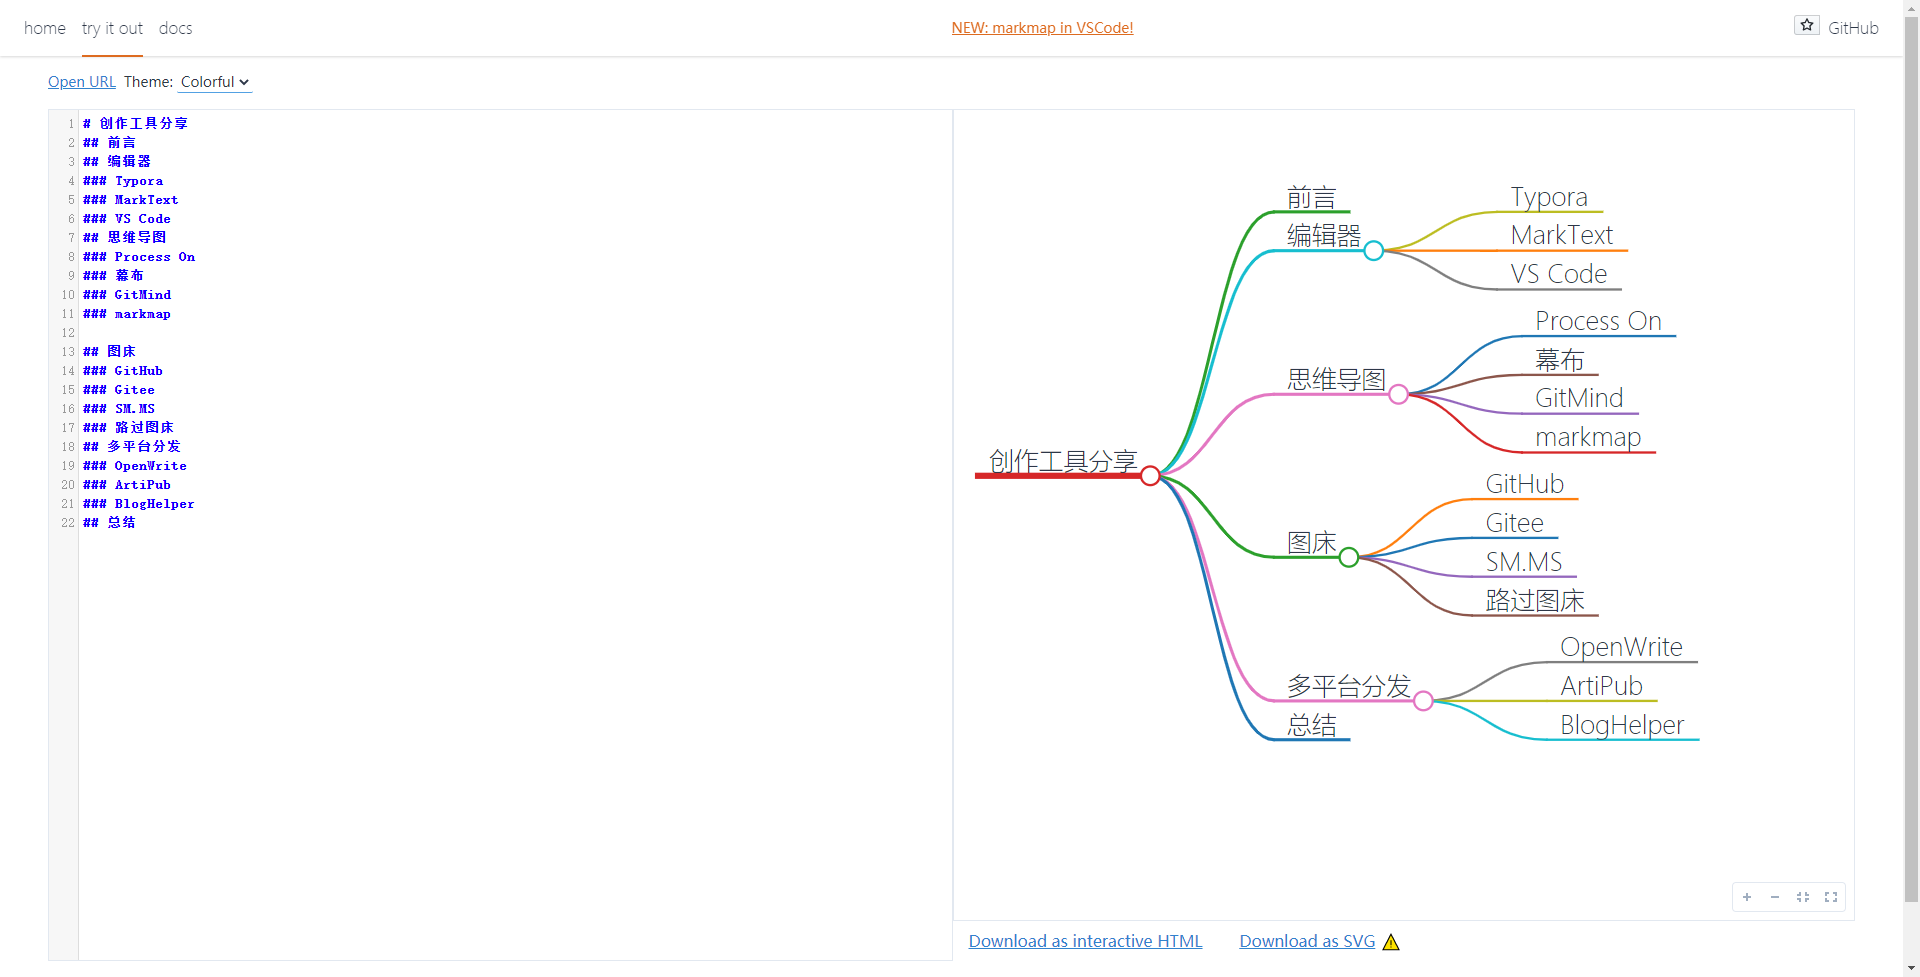 home try it out docs NEW: markmap in VSCode! GitHub
Open URL Theme: Colorful
1 # 创作工具分享
2 ## 前言
3 ## 编辑器
4 ### Typora
5 ### MarkText
6 ### VS Code
7 ## 思维导图
8 ### Process On
9 ### 幕布
10 ### GitMind
11 ### markmap
12
13 ## 图床
14 ### GitHub
15 ### Gitee
16 ### SM.MS
17 ### 路过图床
18 ## 多平台分发
19 ### OpenWrite
20 ### ArtiPub
21 ### BlogHelper
22 ## 总结
创作工具分享
前言
编辑器
Typora
MarkText
VS Code
思维导图
Process On
幕布
GitMind
markmap
图床
GitHub
Gitee
SM.MS
路过图床
多平台分发
OpenWrite
ArtiPub
BlogHelper
总结
Download as interactive HTML Download as SVG